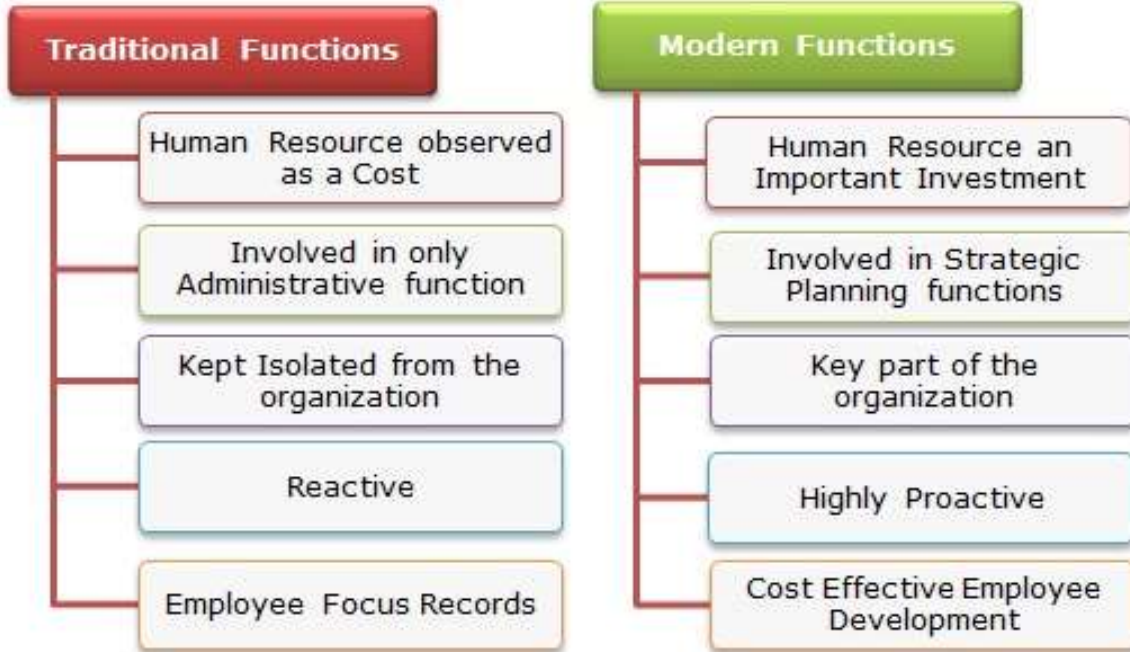 Traditional Functions
Human Resource observed
as a Cost
Involved in only
Administrative function
Kept Isolated from the
organization
Reactive
Employee Focus Records
Modern Functions
Human Resource an
Important Investment
Involved in Strategic
Planning functions
Key part of the
organization
Highly Proactive
Cost Effective Employee
Development